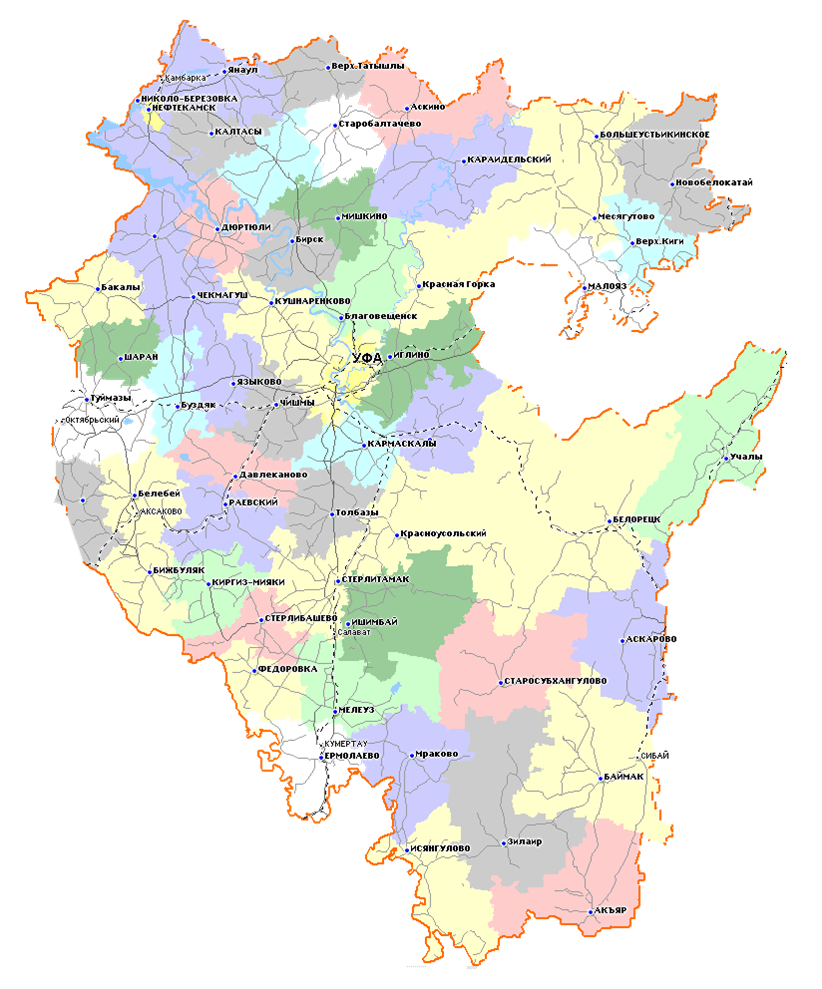 Верх.Татышлы
Янаул
Камбарка
НИКОЛО-БЕРЕЗОВКА
НЕФТЕКАМСК
Аскино
Старобалтачево
КАЛТАСЫ
БОЛЬШЕУСТЬИКИНСКОЕ
КАРАИДЕЛЬСКИЙ
Новобелокатай
МИШКИНО
Месягутово
ДЮРТЮЛИ
Бирск
Верх.Киги
Бакалы
Красная Горка
МАЛОЯЗ
ЧЕКМАГУШ
КУШНАРЕНКОВО
Благовещенск
ШАРАН
УФА
ИГЛИНО
ЯЗЫКОВО
Туймазы
Буздяк
ЧИШМЫ
Октябрьский
КАРМАСКАЛЫ
Учалы
Давлеканово
Белебей
РАЕВСКИЙ
АКСАКОВО
Толбазы
БЕЛОРЕЦК
Красноусольский
БИЖБУЛЯК
КИРГИЗ-МИЯКИ
СТЕРЛИТАМАК
СТЕРЛИБАШЕВО
ИШИМБАЙ
Салават
АСКАРОВО
ФЕДОРОВКА
СТАРОСУБХАНГУЛОВО
МЕЛЕУЗ
КУМЕРТАУ
ЕРМОЛАЕВО
Мраково
СИБАЙ
БАЙМАК
Зилаир
ИСЯНГУЛОВО
АКЪЯР